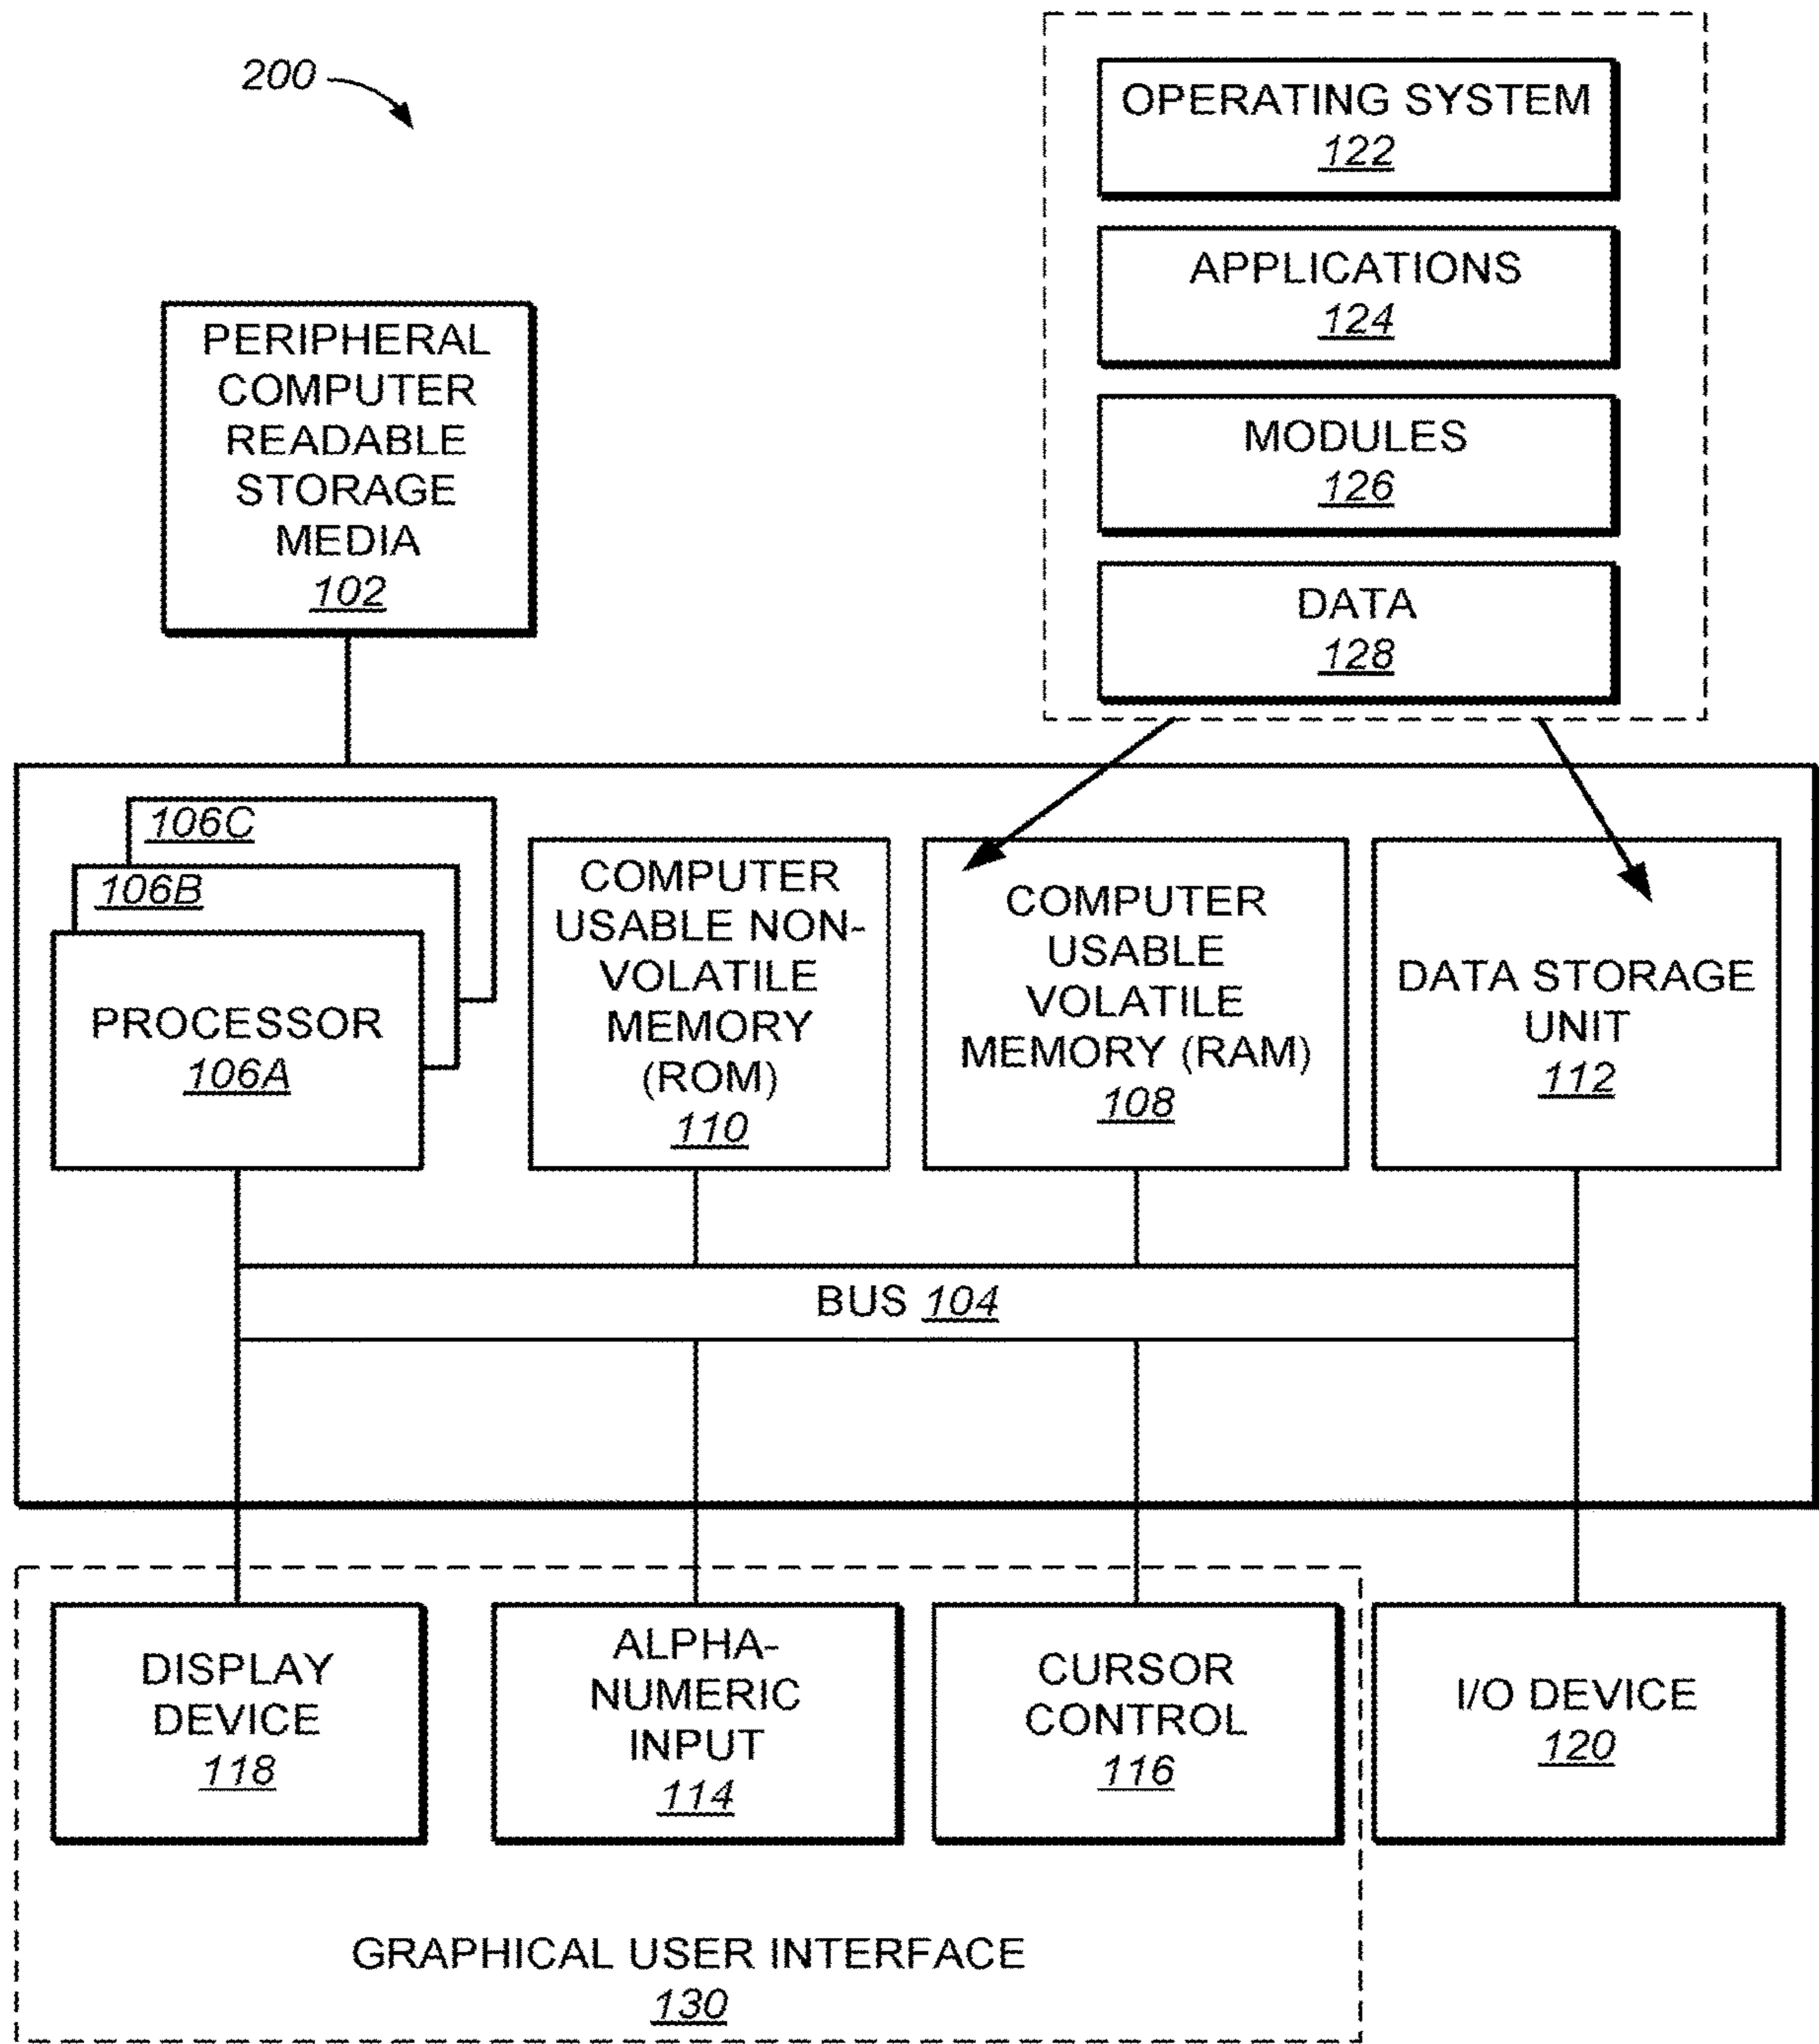 200
OPERATING SYSTEM
122
APPLICATIONS
124
MODULES
126
DATA
128
PERIPHERAL
COMPUTER
READABLE
STORAGE
MEDIA
102
106C
106B
PROCESSOR
106A
COMPUTER
USABLE NON-
VOLATILE
MEMORY
(ROM)
110
COMPUTER
USABLE
VOLATILE
MEMORY (RAM)
108
DATA STORAGE
UNIT
112
BUS 104
DISPLAY
DEVICE
118
ALPHA-
NUMERIC
INPUT
114
CURSOR
CONTROL
116
I/O DEVICE
120
GRAPHICAL USER INTERFACE
130